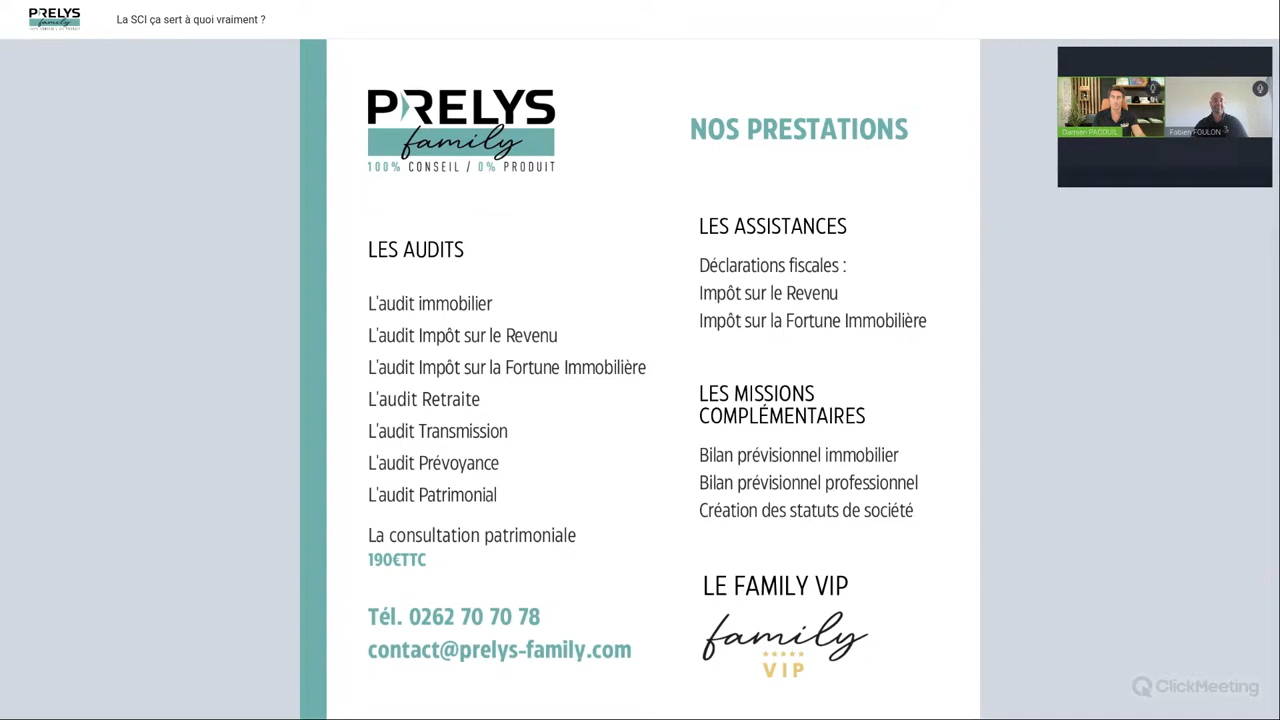 PRELYS
family
La SCI ça sert à quoi vraiment ?
PRELYS
family
100% CONSEIL / 0% PRODUIT
LES AUDITS
L'audit immobilier
L'audit Impôt sur le Revenu
L'audit Impôt sur la Fortune Immobilière
L'audit Retraite
L'audit Transmission
L'audit Prévoyance
L'audit Patrimonial
La consultation patrimoniale
190€TTC
Tél. 0262 70 70 78
contact@prelys-family.com
NOS PRESTATIONS
LES ASSISTANCES
Déclarations fiscales :
Impôt sur le Revenu
Impôt sur la Fortune Immobilière
LES MISSIONS
COMPLÉMENTAIRES
Bilan prévisionnel immobilier
Bilan prévisionnel professionnel
Création des statuts de société
LE FAMILY VIP
family
VIP
Damien PACOUIL
Fabien FOULON
ClickMeeting